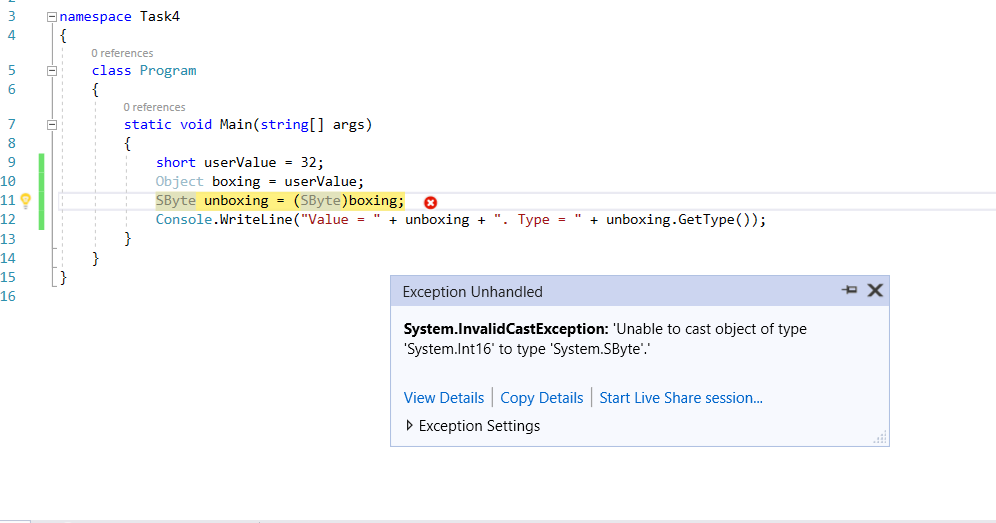 3 namespace Task4
4 {
0 references
5 class Program
6 {
0 references
7 static void Main(string[] args)
8 {
9 short userValue = 32;
10 Object boxing = userValue;
11 SByte unboxing = (SByte)boxing;
12 Console.WriteLine("Value = " + unboxing + ". Type = " + unboxing.GetType());
13 }
14 }
15 }
16
Exception Unhandled
System.InvalidCastException: 'Unable to cast object of type
'System.Int16' to type 'System.SByte'.'
View Details | Copy Details | Start Live Share session...
Exception Settings